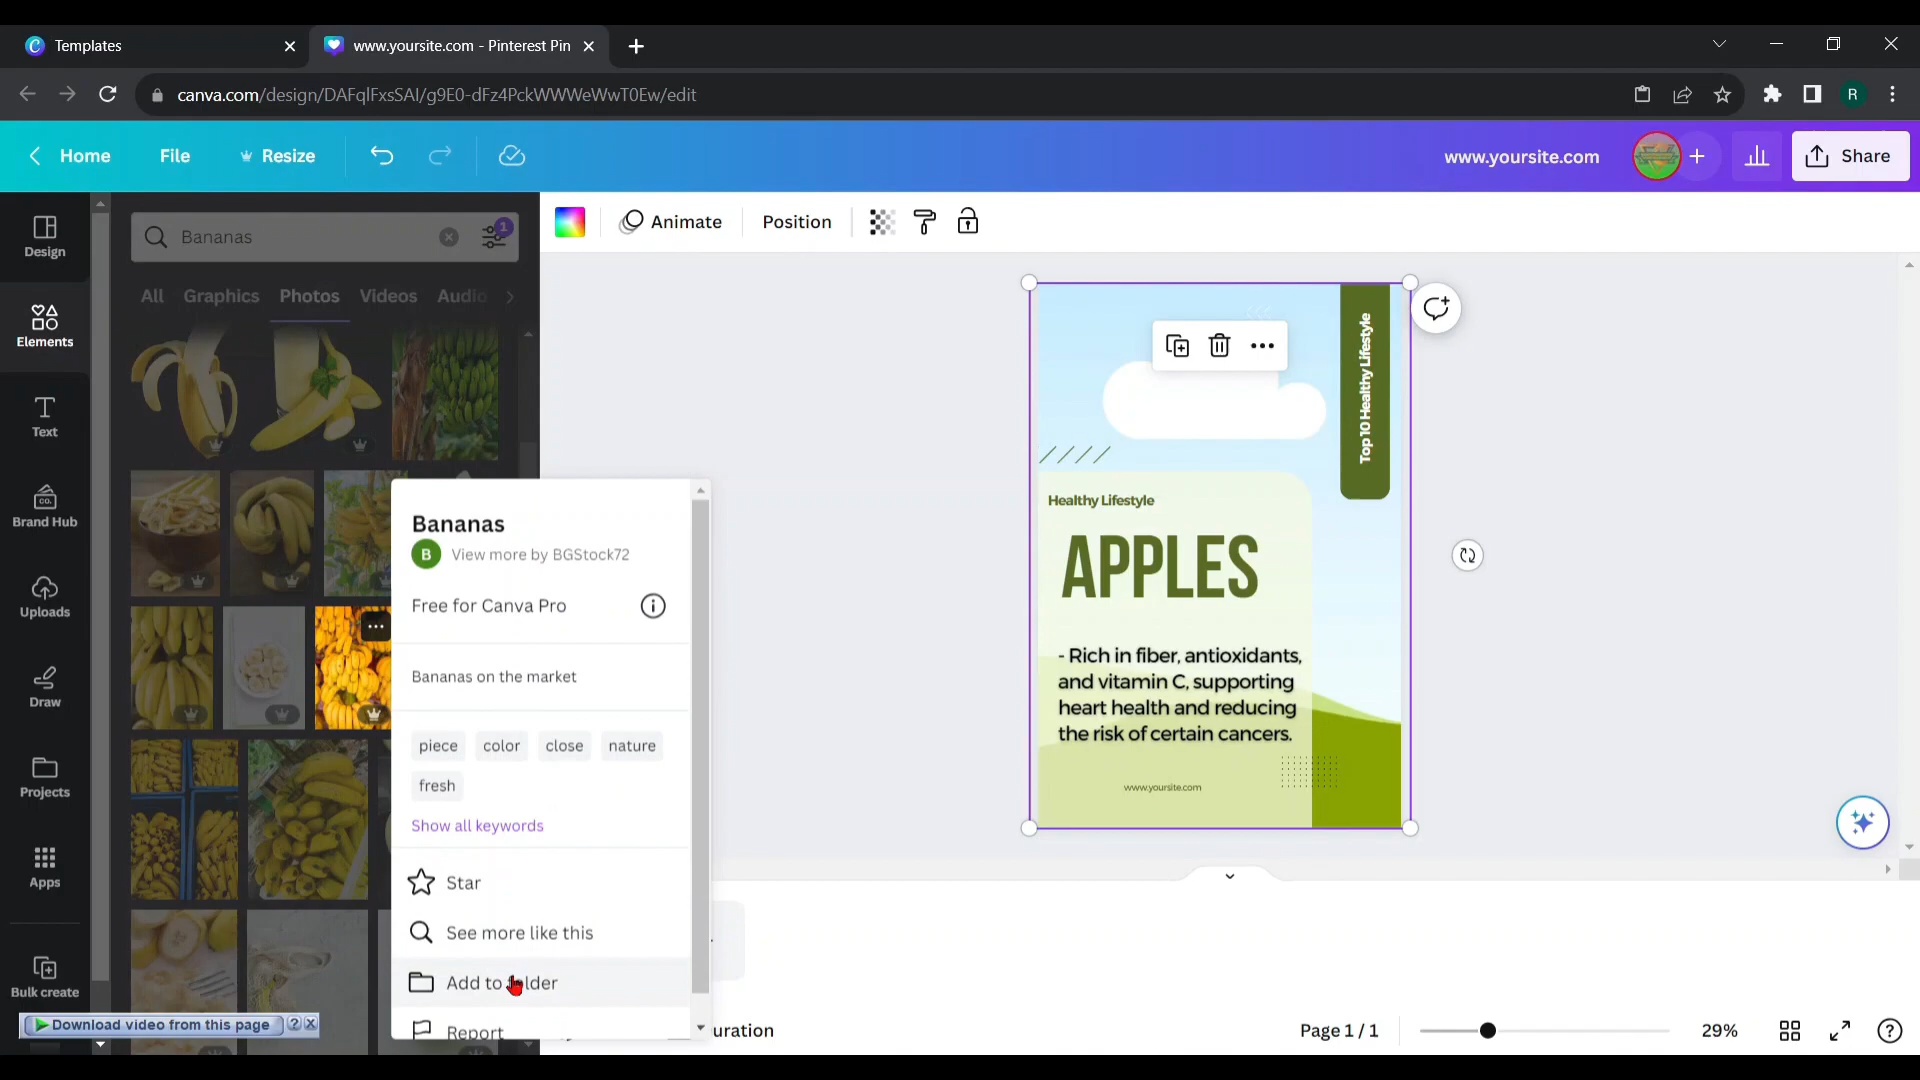 Templates
www.yoursite.com - Pinterest Pin
canva.com/design/DAFqlFxsSAI/g9E0-dFz4PckWWWeWwT0Ew/edit
R
Home
File
Resize
www.yoursite.com
Share
Design
Elements
Text
Brand Hub
Uploads
Draw
Projects
Apps
Bulk create
Bananas
1
All
Graphics
Photos
Videos
Audio
Animate
Position
Bananas
B
View more by BGStock72
Free for Canva Pro
Bananas on the market
piece
color
close
nature
fresh
Show all keywords
Star
See more like this
Add to folder
Report
Top 10 Healthy Lifestyle
Healthy Lifestyle
APPLES
- Rich in fiber, antioxidants,
and vitamin C, supporting
heart health and reducing
the risk of certain cancers.
www.yoursite.com
Download video from this page
uration
Page 1 / 1
29%